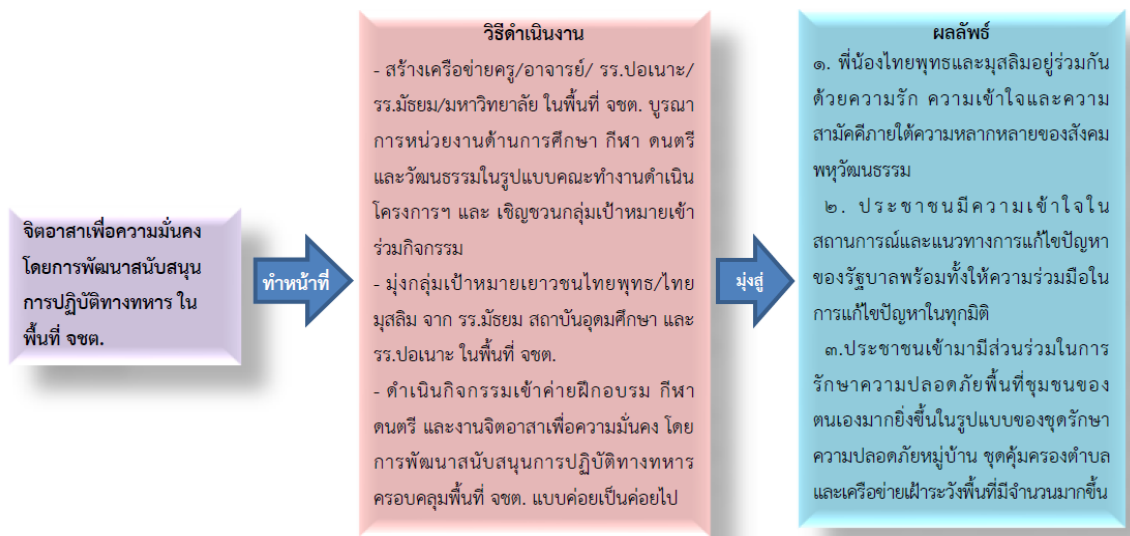 จิตอาสาเพื่อความมั่นคง
โดยการพัฒนาสนับสนุน
การปฏิบัติทางทหาร ใน
พื้นที่ จชต.
ทำหน้าที่
วิธีดำเนินงาน
- สร้างเครือข่ายครู/อาจารย์/ รร.ปอเนาะ/
รร.มัธยม/มหาวิทยาลัย ในพื้นที่ จชต. บูรณา
การหน่วยงานด้านการศึกษา กีฬา ดนตรี
และวัฒนธรรมในรูปแบบคณะทำงานดำเนิน
โครงการฯ และ เชิญชวนกลุ่มเป้าหมายเข้า
ร่วมกิจกรรม
- มุ่งกลุ่มเป้าหมายเยาวชนไทยพุทธ/ไทย
มุสลิม จาก รร.มัธยม สถาบันอุดมศึกษา และ
รร.ปอเนาะ ในพื้นที่ จชต.
- ดำเนินกิจกรรมเข้าค่ายฝึกอบรม กีฬา
ดนตรี และงานจิตอาสาเพื่อความมั่นคง โดย
การพัฒนาสนับสนุนการปฏิบัติทางทหาร
ครอบคลุมพื้นที่ จชต. แบบค่อยเป็นค่อยไป
มุ่งสู่
ผลลัพธ์
๑. พี่น้องไทยพุทธและมุสลิมอยู่ร่วมกัน
ด้วยความรัก ความเข้าใจและความ
สามัคคีภายใต้ความหลากหลายของสังคม
พหุวัฒนธรรม
๒. ประชาชนมีความเข้าใจใน
สถานการณ์และแนวทางการแก้ไขปัญหา
ของรัฐบาลพร้อมทั้งให้ความร่วมมือใน
การแก้ไขปัญหาในทุกมิติ
๓.ประชาชนเข้ามามีส่วนร่วมในการ
รักษาความปลอดภัยพื้นที่ชุมชนของ
ตนเองมากยิ่งขึ้นในรูปแบบของชุดรักษา
ความปลอดภัยหมู่บ้าน ชุดคุ้มครองตำบล
และเครือข่ายเฝ้าระวังพื้นที่มีจำนวนมากขึ้น